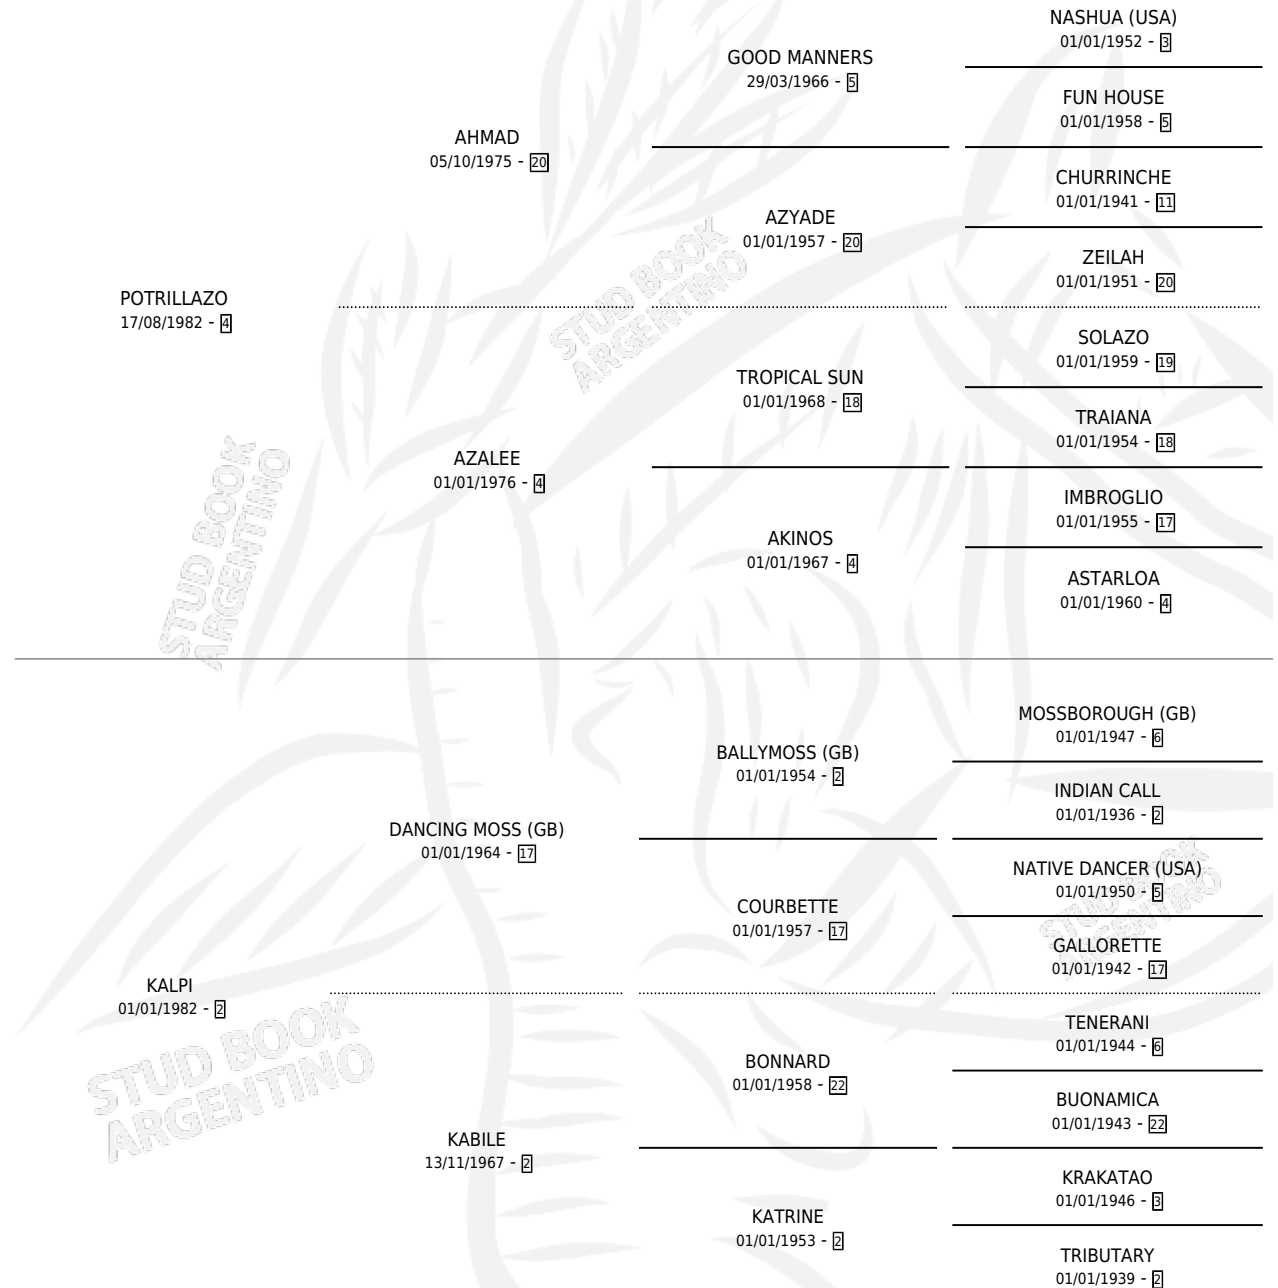 NASHUA (USA)
01/01/1952 - 3
GOOD MANNERS
29/03/1966 - 5
FUN HOUSE
01/01/1958 - 5
AHMAD
05/10/1975 - 20
CHURRINCHE
01/01/1941 - 11
AZYADE
01/01/1957 - 20
ZEILAH
01/01/1951 - 20
POTRILLAZO
17/08/1982 - 4
STUD BOOK
ARGENTINO
SOLAZO
01/01/1959 - 19
TROPICAL SUN
01/01/1968 - 18
TRAIANA
01/01/1954 - 18
AZALEE
01/01/1976 - 4
IMBROGLIO
01/01/1955 - 17
AKINOS
01/01/1967 - 4
ASTARLOA
01/01/1960 - 4
STUD BOOK
ARGENTINO
MOSSBOROUGH (GB)
01/01/1947 - 6
BALLYMOSS (GB)
01/01/1954 - 2
INDIAN CALL
01/01/1936 - 2
DANCING MOSS (GB)
01/01/1964 - 17
NATIVE DANCER (USA)
01/01/1950 - 5
STUD BOOK
ARGENTINO
COURBETTE
01/01/1957 - 17
GALLORETTE
01/01/1942 - 17
KALPI
01/01/1982 - 2
STUD BOOK
ARGENTINO
TENERANI
01/01/1944 - 6
BONNARD
01/01/1958 - 22
BUONAMICA
01/01/1943 - 22
KABILE
13/11/1967 - 2
KRAKATAO
01/01/1946 - 3
KATRINE
01/01/1953 - 2
TRIBUTARY
01/01/1939 - 2